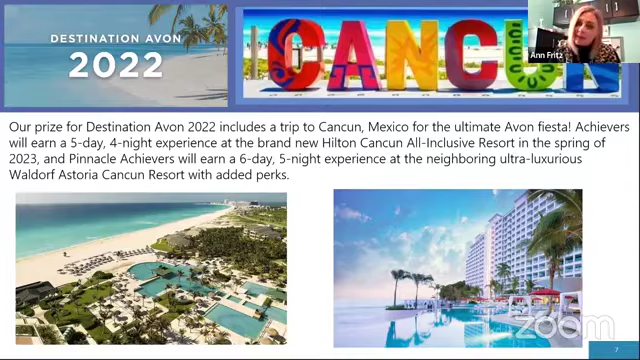 DESTINATION AVON
2022
CANCUN
Ann Fritz
Our prize for Destination Avon 2022 includes a trip to Cancun, Mexico for the ultimate Avon fiesta! Achievers
will earn a 5-day, 4-night experience at the brand new Hilton Cancun All-Inclusive Resort in the spring of
2023, and Pinnacle Achievers will earn a 6-day, 5-night experience at the neighboring ultra-luxurious
Waldorf Astoria Cancun Resort with added perks.
zoom
7